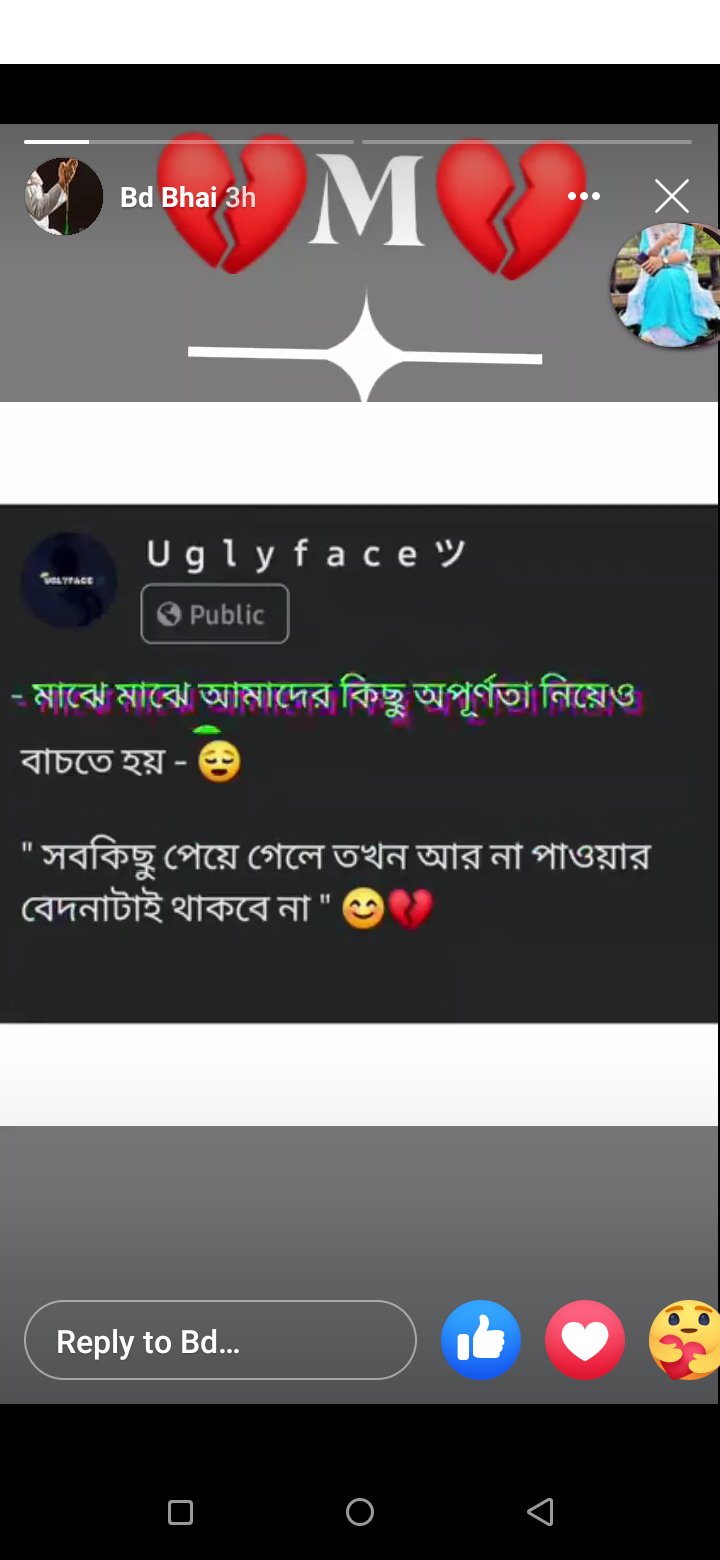 M
Bd Bhai 3h
UGLYFACE
U g l y f a c e ツ
Public
- মাঝে মাঝে আমাদের কিছু অপূর্ণতা নিয়েও
বাচতে হয় - 😌
" সবকিছু পেয়ে গেলে তখন আর না পাওয়ার
বেদনাটাই থাকবে না " 😊💔
Reply to Bd...